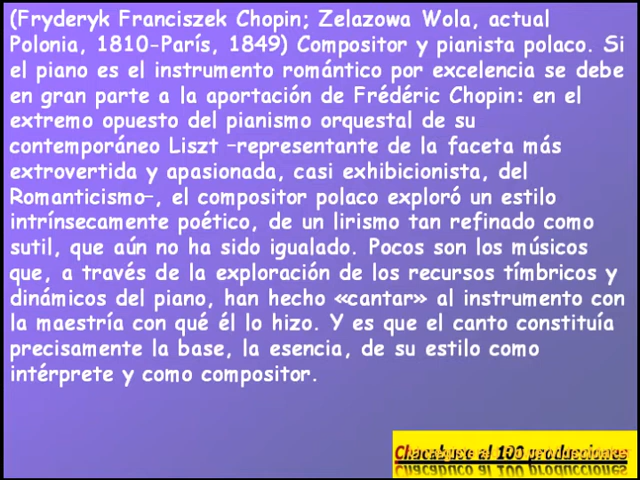 (Fryderyk Franciszek Chopin; Zelazowa Wola, actual
Polonia, 1810-París, 1849) Compositor y pianista polaco. Si
el piano es el instrumento romántico por excelencia se debe
en gran parte a la aportación de Frédéric Chopin: en el
extremo opuesto del pianismo orquestal de su
contemporáneo Liszt –representante de la faceta más
extrovertida y apasionada, casi exhibicionista, del
Romanticismo–, el compositor polaco exploró un estilo
intrínsecamente poético, de un lirismo tan refinado como
sutil, que aún no ha sido igualado. Pocos son los músicos
que, a través de la exploración de los recursos tímbricos y
dinámicos del piano, han hecho «cantar» al instrumento con
la maestría con qué él lo hizo. Y es que el canto constituía
precisamente la base, la esencia, de su estilo como
intérprete y como compositor.
Chacabuxe al 100 producciones